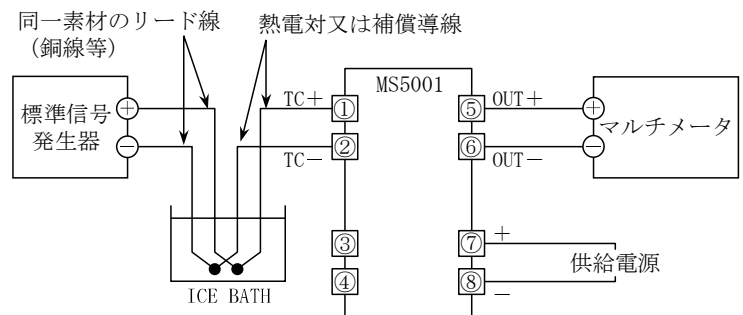 同一素材のリード線
(銅線等)
熱電対又は補償導線
MS5001
標準信号
発生器
+
−
TC+
TC−
①
②
③
④
⑤
⑥
⑦
⑧
OUT+
OUT−
+
−
マルチメータ
+
−
供給電源
ICE BATH